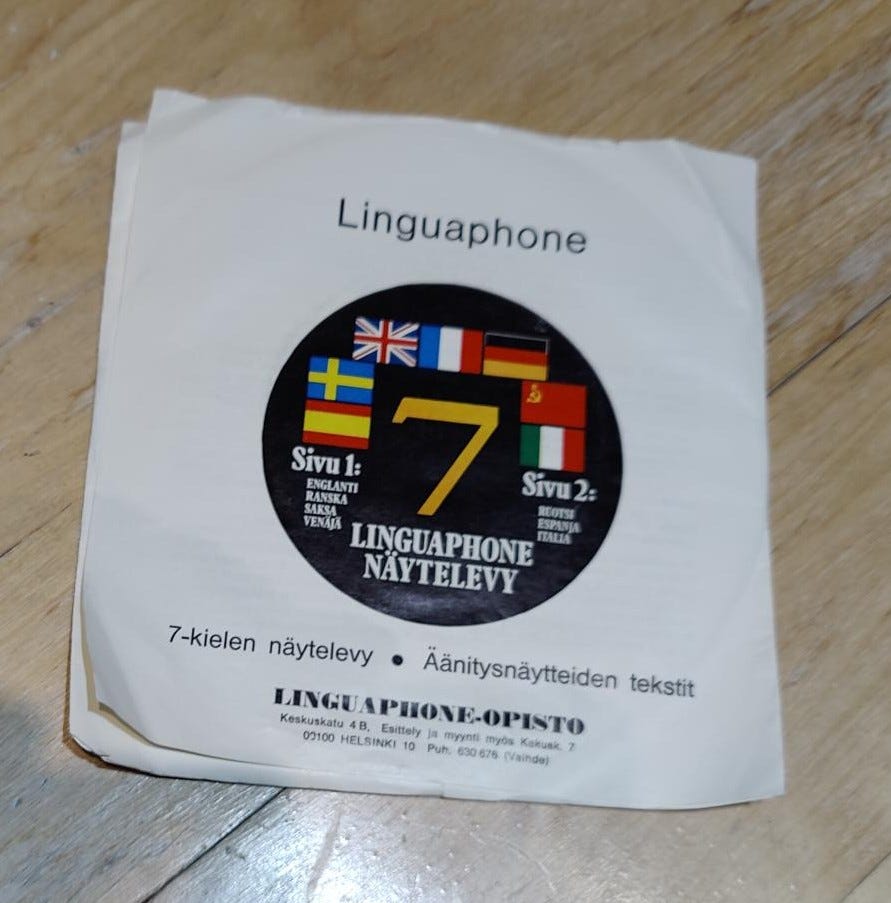 Linguaphone
7
Sivu 1:
ENGLANTI
RANSKA
SAKSA
VENÄJÄ
Sivu 2:
RUOTSI
ESPANJA
ITALIA
LINGUAPHONE
NÄYTELEVY
7-kielen näytelevy • Äänitysnäytteiden tekstit
LINGUAPHONE-OPISTO
Keskuskatu 4 B, Esittely ja myynti myös Kakusk. 7
00100 HELSINKI 10 Puh. 630 676 (Vaihde)